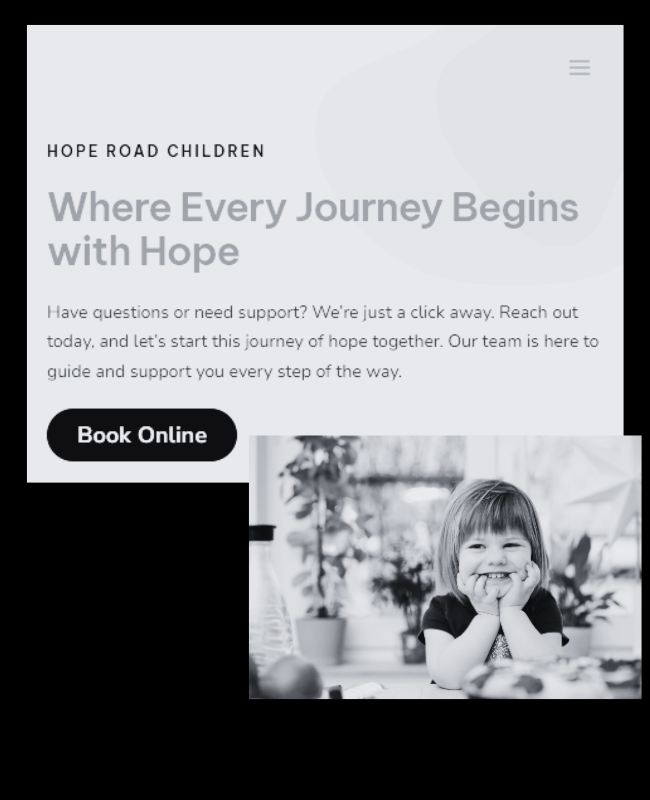 HOPE ROAD CHILDREN
Where Every Journey Begins
with Hope
Have questions or need support? We're just a click away. Reach out
today, and let's start this journey of hope together. Our team is here to
guide and support you every step of the way.
Book Online